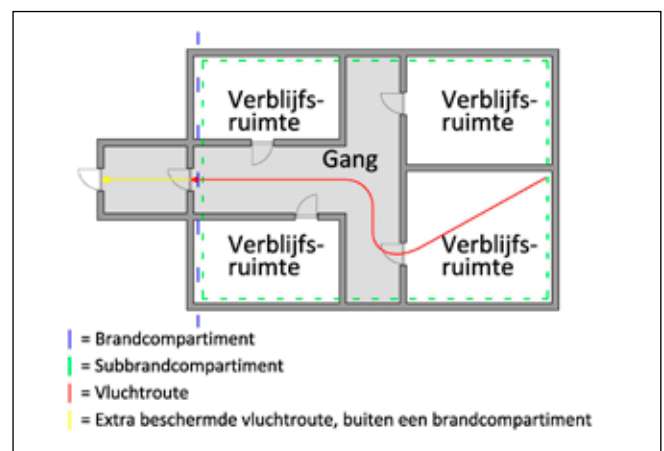 Verblijfs-
ruimte
Verblijfs-
ruimte
Gang
Verblijfs-
ruimte
Verblijfs-
ruimte
= Brandcompartiment
= Subbrandcompartiment
= Vluchtroute
= Extra beschermde vluchtroute, buiten een brandcompartiment